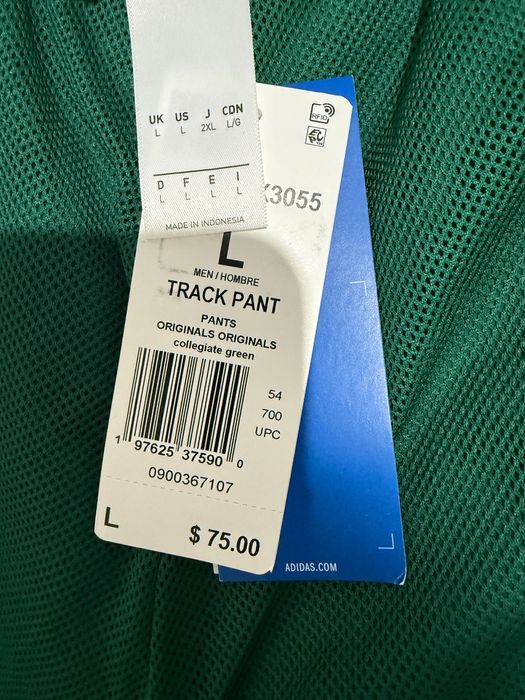 UK US J CDN
L L 2XL L/G
D F E I
L L L L
MADE IN INDONESIA
RFID
3055
L
MEN / HOMBRE
TRACK PANT
PANTS
ORIGINALS ORIGINALS
collegiate green
54
700
UPC
1 97625 37590 0
0900367107
L
$ 75.00
ADIDAS.COM